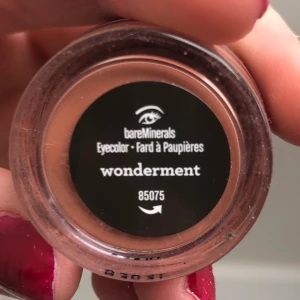 bareMinerals
Eyecolor • Fard à Paupières
wonderment
85075